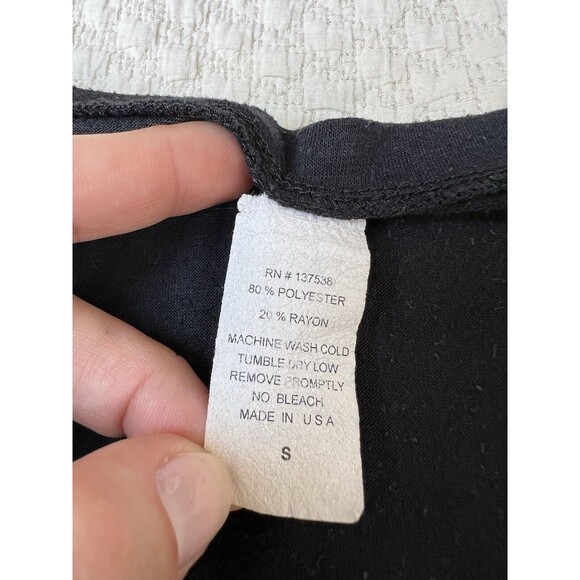 RN # 137538
80 % POLYESTER
20 % RAYON
MACHINE WASH COLD
TUMBLE DRY LOW
REMOVE PROMPTLY
NO BLEACH
MADE IN USA
S